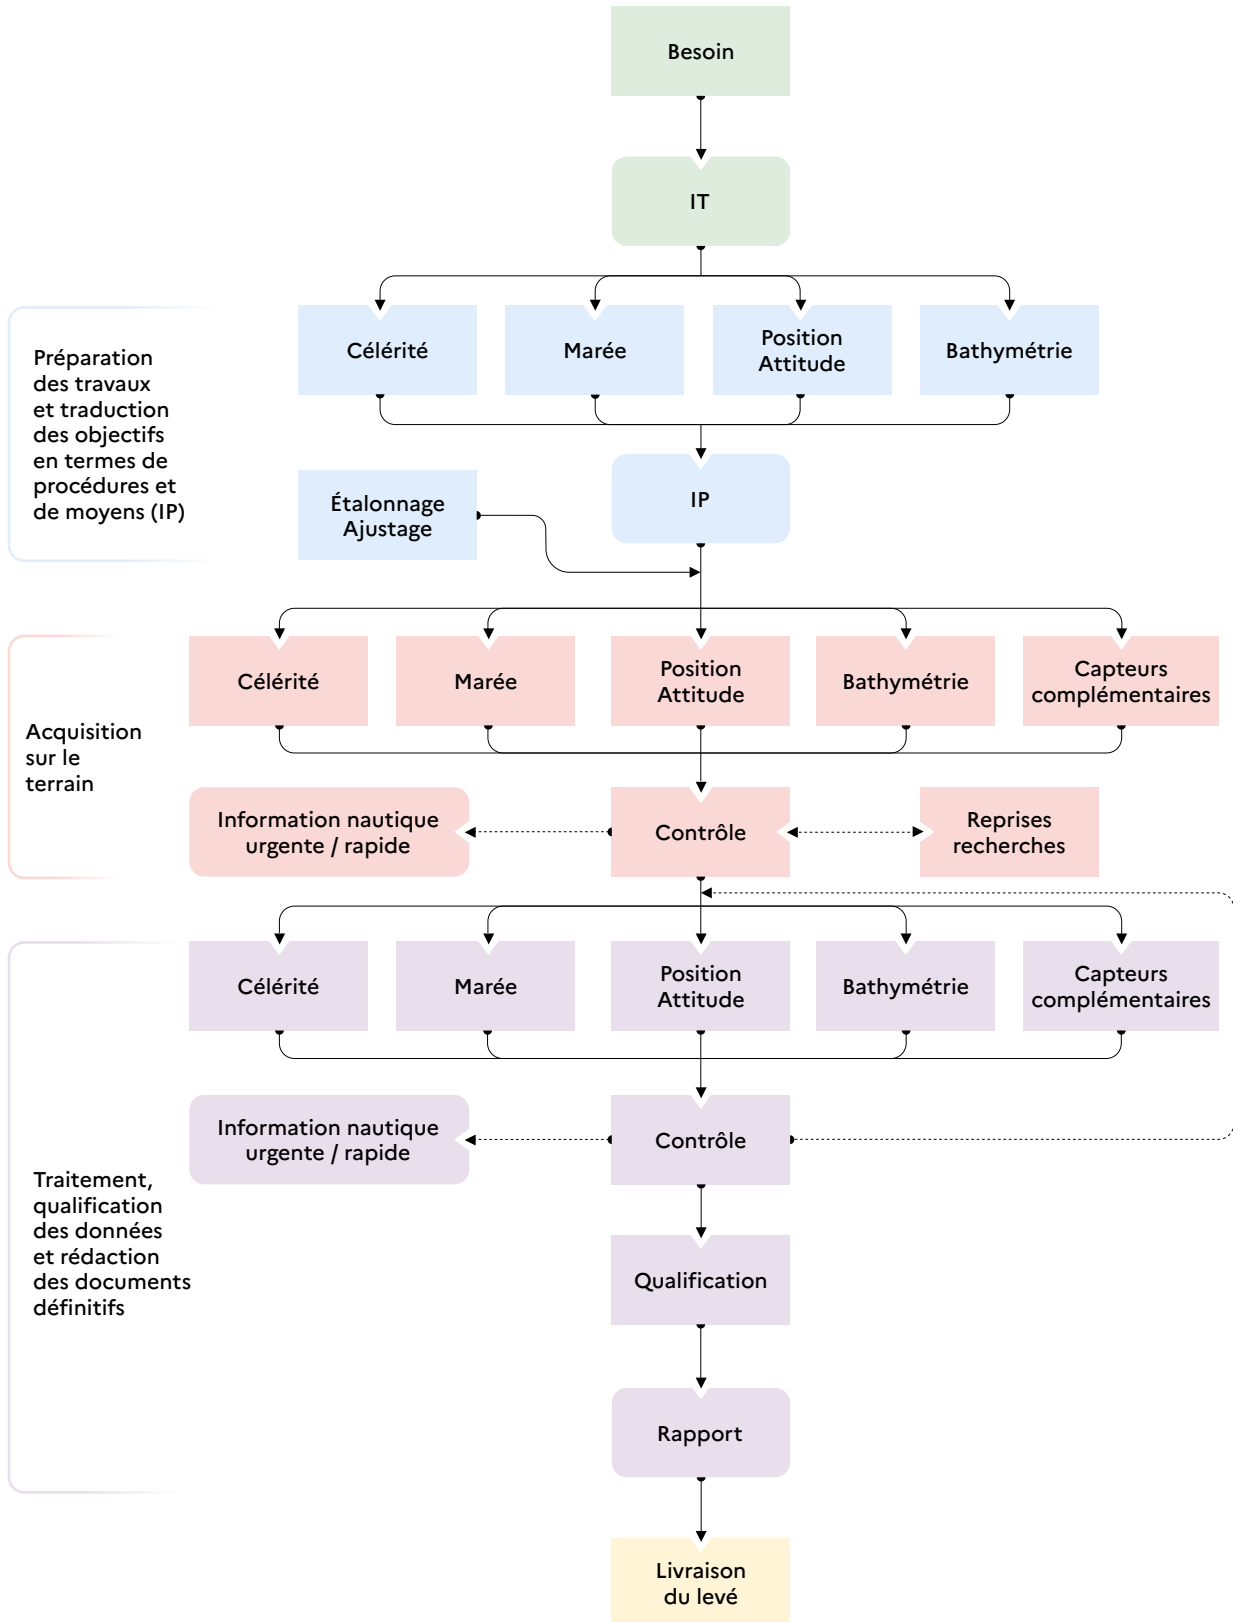 Besoin
IT
Préparation
des travaux
et traduction
des objectifs
en termes de
procédures et
de moyens (IP)
Célérité
Marée
Position
Attitude
Bathymétrie
Étalonnage
Ajustage
IP
Acquisition
sur le
terrain
Célérité
Marée
Position
Attitude
Bathymétrie
Capteurs
complémentaires
Information nautique
urgente / rapide
Contrôle
Reprises
recherches
Traitement,
qualification
des données
et rédaction
des documents
définitifs
Célérité
Marée
Position
Attitude
Bathymétrie
Capteurs
complémentaires
Information nautique
urgente / rapide
Contrôle
Qualification
Rapport
Livraison
du levé